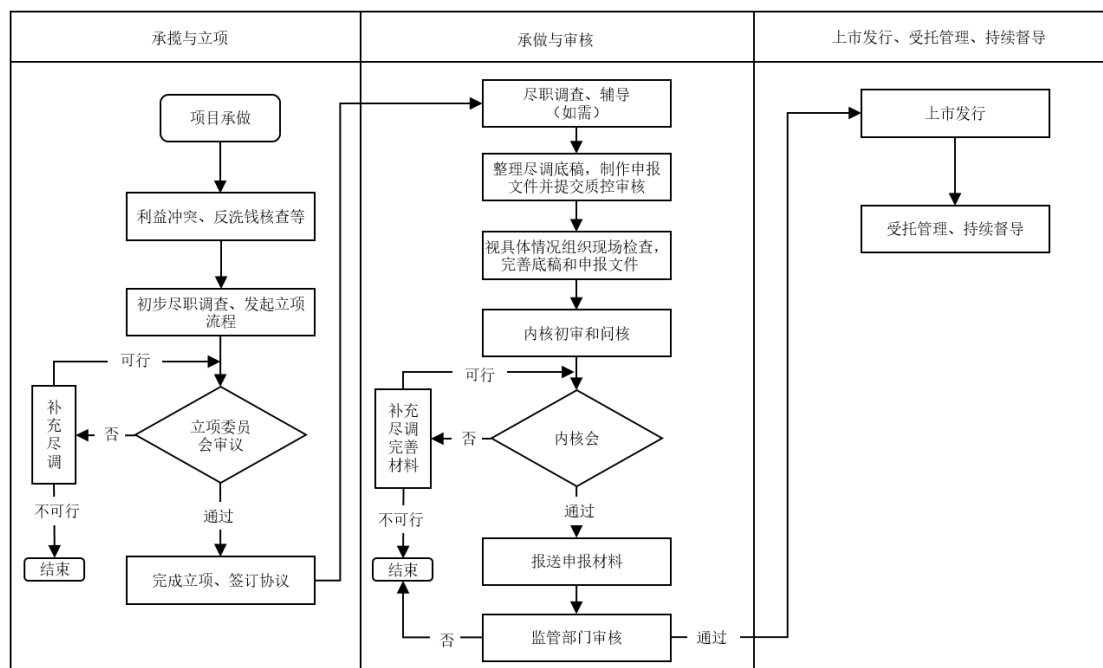 承揽与立项
承做与审核
上市发行、受托管理、持续督导
项目承做
利益冲突、反洗钱核查等
初步尽职调查、发起立项
流程
可行
补
充
尽
调
否
立项委员
会审议
不可行
通过
结束
完成立项、签订协议
尽职调查、辅导
（如需）
整理尽调底稿，制作申报
文件并提交质控审核
视具体情况组织现场检查，
完善底稿和申报文件
内核初审和问核
可行
补充
尽调
完善
材料
否
内核会
不可行
通过
结束
报送申报材料
否
监管部门审核
通过
上市发行
受托管理、持续督导